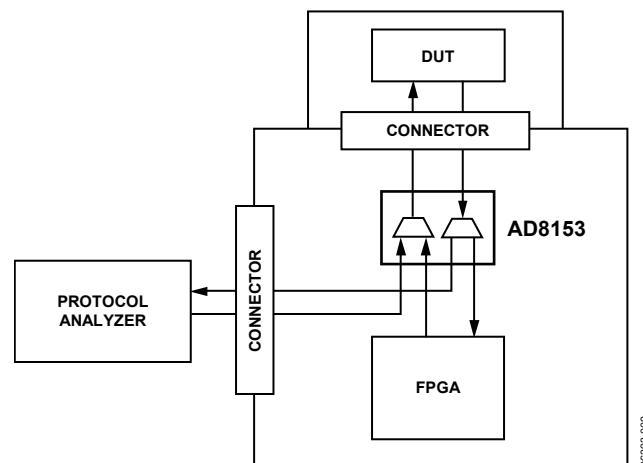 DUT
CONNECTOR
AD8153
CONNECTOR
PROTOCOL
ANALYZER
FPGA